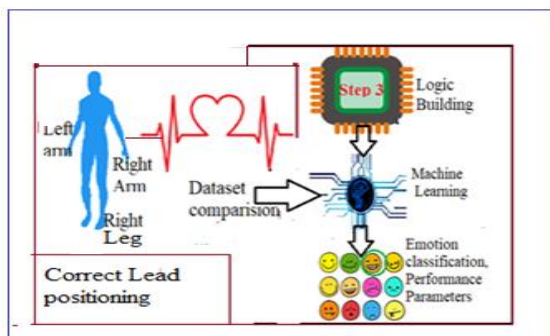 Left
arm
Right
Arm
Right
Leg
Correct Lead
positioning
Step 3
Logic
Building
Dataset
comparision
Machine
Learning
Emotion
classification,
Performance
Parameters